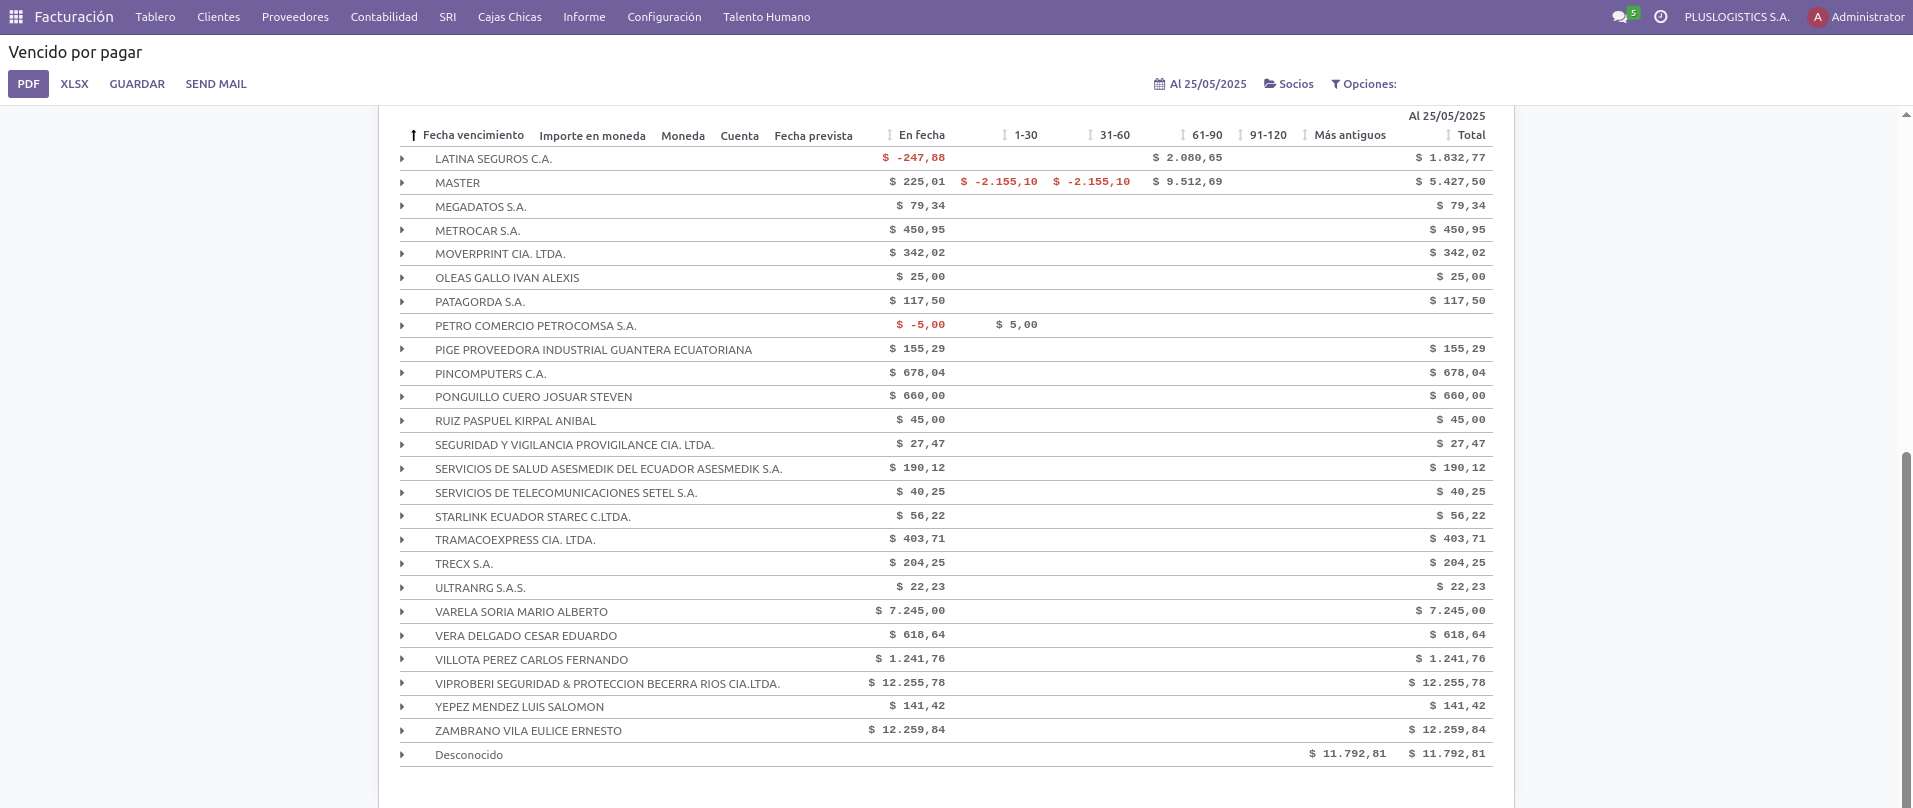 Facturación Tablero Clientes Proveedores Contabilidad SRI Cajas Chicas Informe Configuración Talento Humano 5 PLUSLOGISTICS S.A. A Administrator
Vencido por pagar
PDF XLSX GUARDAR SEND MAIL Al 25/05/2025 Socios Opciones:
Al 25/05/2025
Fecha vencimiento Importe en moneda Moneda Cuenta Fecha prevista En fecha 1-30 31-60 61-90 91-120 Más antiguos Total
LATINA SEGUROS C.A. $ -247,88 $ 2.080,65 $ 1.832,77
MASTER $ 225,01 $ -2.155,10 $ -2.155,10 $ 9.512,69 $ 5.427,50
MEGADATOS S.A. $ 79,34 $ 79,34
METROCAR S.A. $ 450,95 $ 450,95
MOVERPRINT CIA. LTDA. $ 342,02 $ 342,02
OLEAS GALLO IVAN ALEXIS $ 25,00 $ 25,00
PATAGORDA S.A. $ 117,50 $ 117,50
PETRO COMERCIO PETROCOMSA S.A. $ -5,00 $ 5,00
PIGE PROVEEDORA INDUSTRIAL GUANTERA ECUATORIANA $ 155,29 $ 155,29
PINCOMPUTERS C.A. $ 678,04 $ 678,04
PONGUILLO CUERO JOSUAR STEVEN $ 660,00 $ 660,00
RUIZ PASPUEL KIRPAL ANIBAL $ 45,00 $ 45,00
SEGURIDAD Y VIGILANCIA PROVIGILANCE CIA. LTDA. $ 27,47 $ 27,47
SERVICIOS DE SALUD ASESMEDIK DEL ECUADOR ASESMEDIK S.A. $ 190,12 $ 190,12
SERVICIOS DE TELECOMUNICACIONES SETEL S.A. $ 40,25 $ 40,25
STARLINK ECUADOR STAREC C.LTDA. $ 56,22 $ 56,22
TRAMACOEXPRESS CIA. LTDA. $ 403,71 $ 403,71
TRECX S.A. $ 204,25 $ 204,25
ULTRANRG S.A.S. $ 22,23 $ 22,23
VARELA SORIA MARIO ALBERTO $ 7.245,00 $ 7.245,00
VERA DELGADO CESAR EDUARDO $ 618,64 $ 618,64
VILLOTA PEREZ CARLOS FERNANDO $ 1.241,76 $ 1.241,76
VIPROBERI SEGURIDAD & PROTECCION BECERRA RIOS CIA.LTDA. $ 12.255,78 $ 12.255,78
YEPEZ MENDEZ LUIS SALOMON $ 141,42 $ 141,42
ZAMBRANO VILA EULICE ERNESTO $ 12.259,84 $ 12.259,84
Desconocido $ 11.792,81 $ 11.792,81